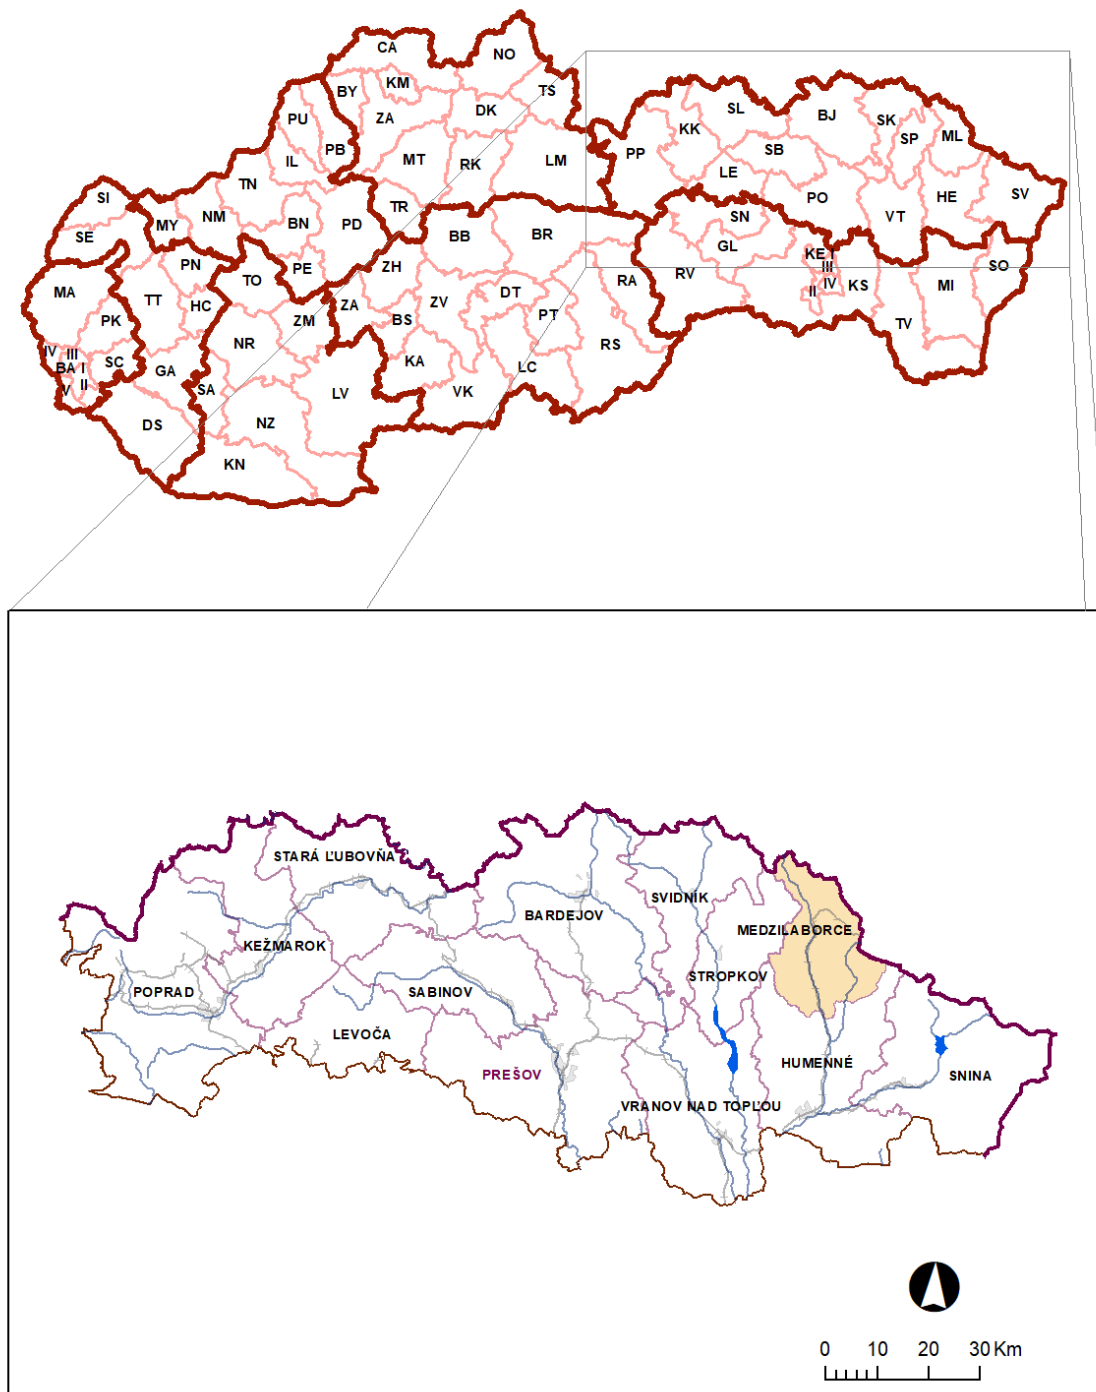 CA
NO
BY
KM
TS
PU
ZA
DK
SL
BJ
SK
SP
ML
PB
IL
MT
RK
LM
PP
KK
SB
LE
TN
SI
TR
PO
HE
SV
NM
MY
BN
PD
SN
VT
SE
BB
BR
GL
KE I
III
PN
PE
ZH
SO
TO
RV
IV
KS
MI
MA
TT
HC
ZA
ZV
DT
RA
II
PK
ZM
BS
PT
TV
NR
RS
IV
III
BA
I
SC
KA
LC
V
II
GA
SA
LV
VK
DS
NZ
KN
STARÁ ĽUBOVŇA
SVIDNÍK
BARDEJOV
MEDZILABORCE
KEŽMAROK
STROPKOV
POPRAD
SABINOV
LEVOČA
HUMENNÉ
PREŠOV
SNINA
VRANOV NAD TOPĽOU
0 10 20 30 Km